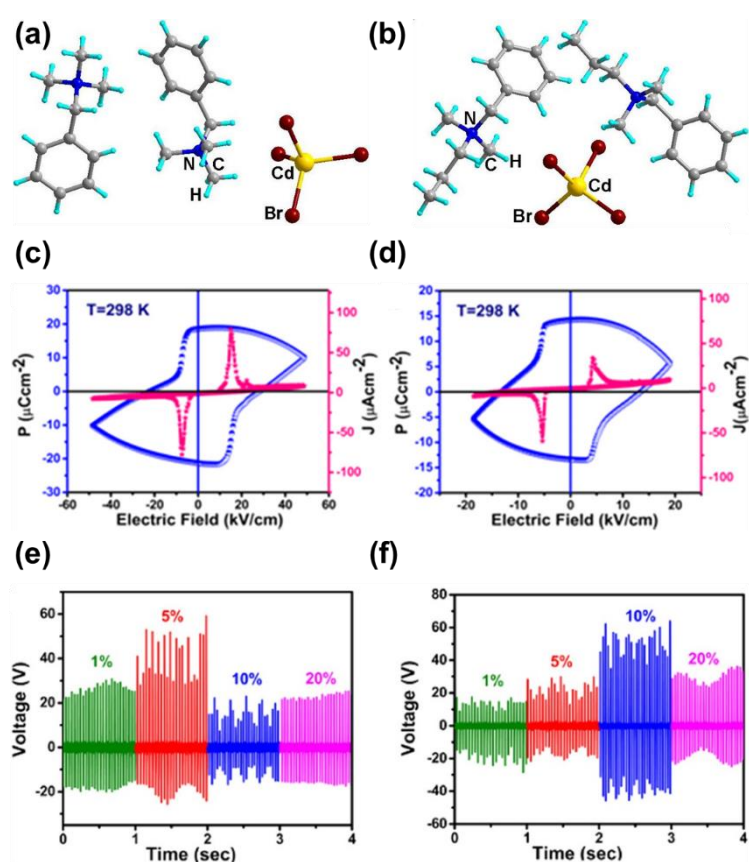 (a)
(b)
N
C
H
Cd
Br
N
C
H
Cd
Br
(c)
(d)
T=298 K
P (μCcm-2)
30
20
10
0
-10
-20
-30
J (μAcm-2)
100
50
0
-50
-100
-60 -40 -20 0 20 40 60
Electric Field (kV/cm)
T=298 K
P (μCcm-2)
20
15
10
5
0
-5
-10
-15
-20
J(μAcm-2)
100
50
0
-50
-100
-20 -10 0 10 20
Electric Field (kV/cm)
(e)
(f)
Voltage (V)
60
40
20
0
-20
1%
5%
10%
20%
0 1 2 3 4
Time (sec)
Voltage (V)
80
60
40
20
0
-20
-40
-60
1%
5%
10%
20%
0 1 2 3 4
Time (sec)